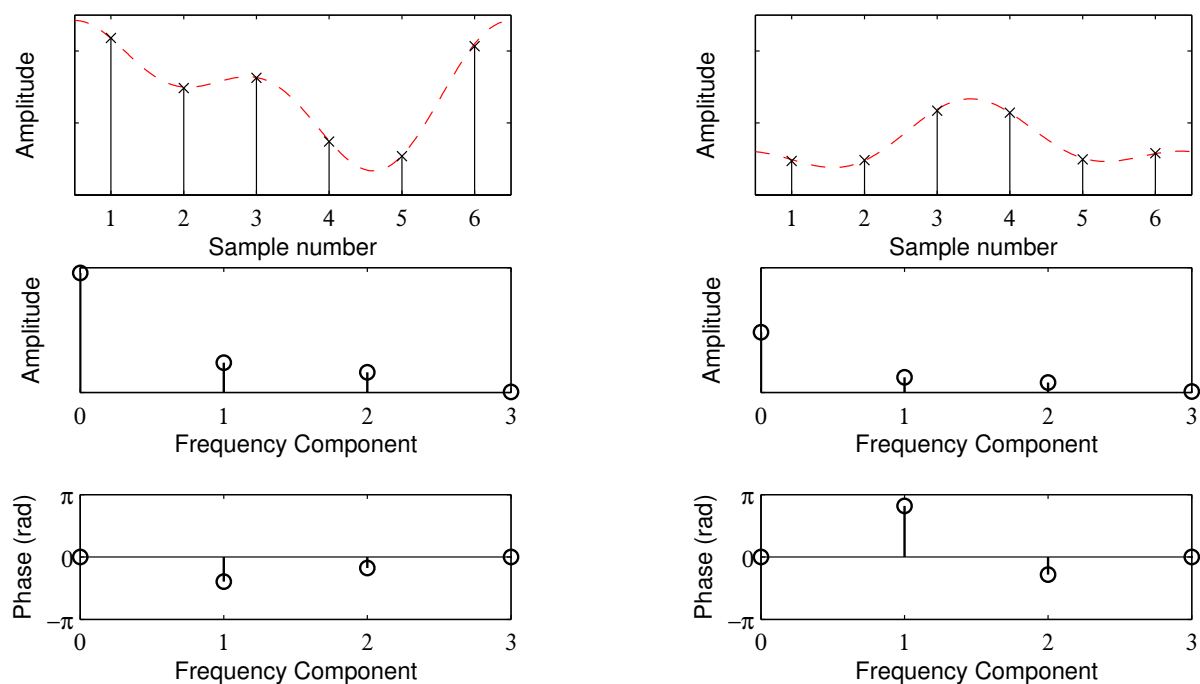 Amplitude
1 2 3 4 5 6
Sample number
Amplitude
0 1 2 3
Frequency Component
Phase (rad)
π
0
−π
0 1 2 3
Frequency Component
Amplitude
1 2 3 4 5 6
Sample number
Amplitude
0 1 2 3
Frequency Component
Phase (rad)
π
0
−π
0 1 2 3
Frequency Component